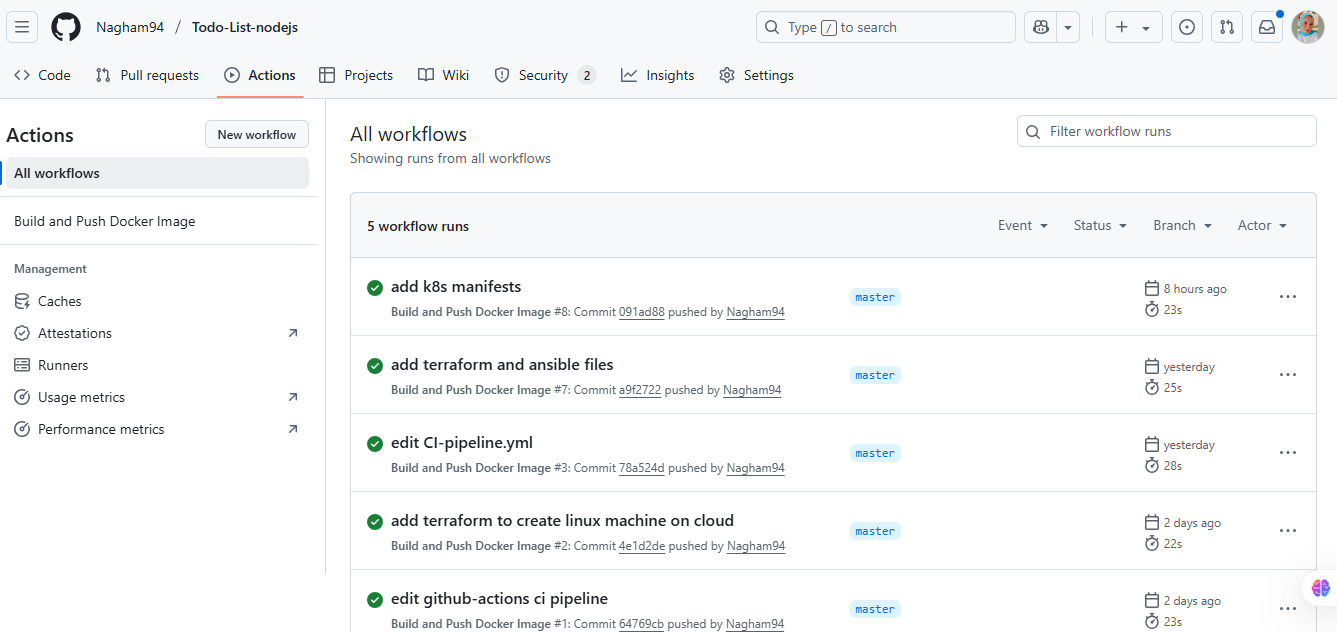 Nagham94 / Todo-List-nodejs
Type / to search
Code
Pull requests
Actions
Projects
Wiki
Security 2
Insights
Settings
Actions
New workflow
All workflows
Build and Push Docker Image
Management
Caches
Attestations
Runners
Usage metrics
Performance metrics
All workflows
Showing runs from all workflows
Filter workflow runs
5 workflow runs
Event
Status
Branch
Actor
add k8s manifests
Build and Push Docker Image #8: Commit 091ad88 pushed by Nagham94
master
8 hours ago
23s
add terraform and ansible files
Build and Push Docker Image #7: Commit a9f2722 pushed by Nagham94
master
yesterday
25s
edit CI-pipeline.yml
Build and Push Docker Image #3: Commit 78a524d pushed by Nagham94
master
yesterday
28s
add terraform to create linux machine on cloud
Build and Push Docker Image #2: Commit 4e1d2de pushed by Nagham94
master
2 days ago
22s
edit github-actions ci pipeline
Build and Push Docker Image #1: Commit 64769cb pushed by Nagham94
master
2 days ago
23s